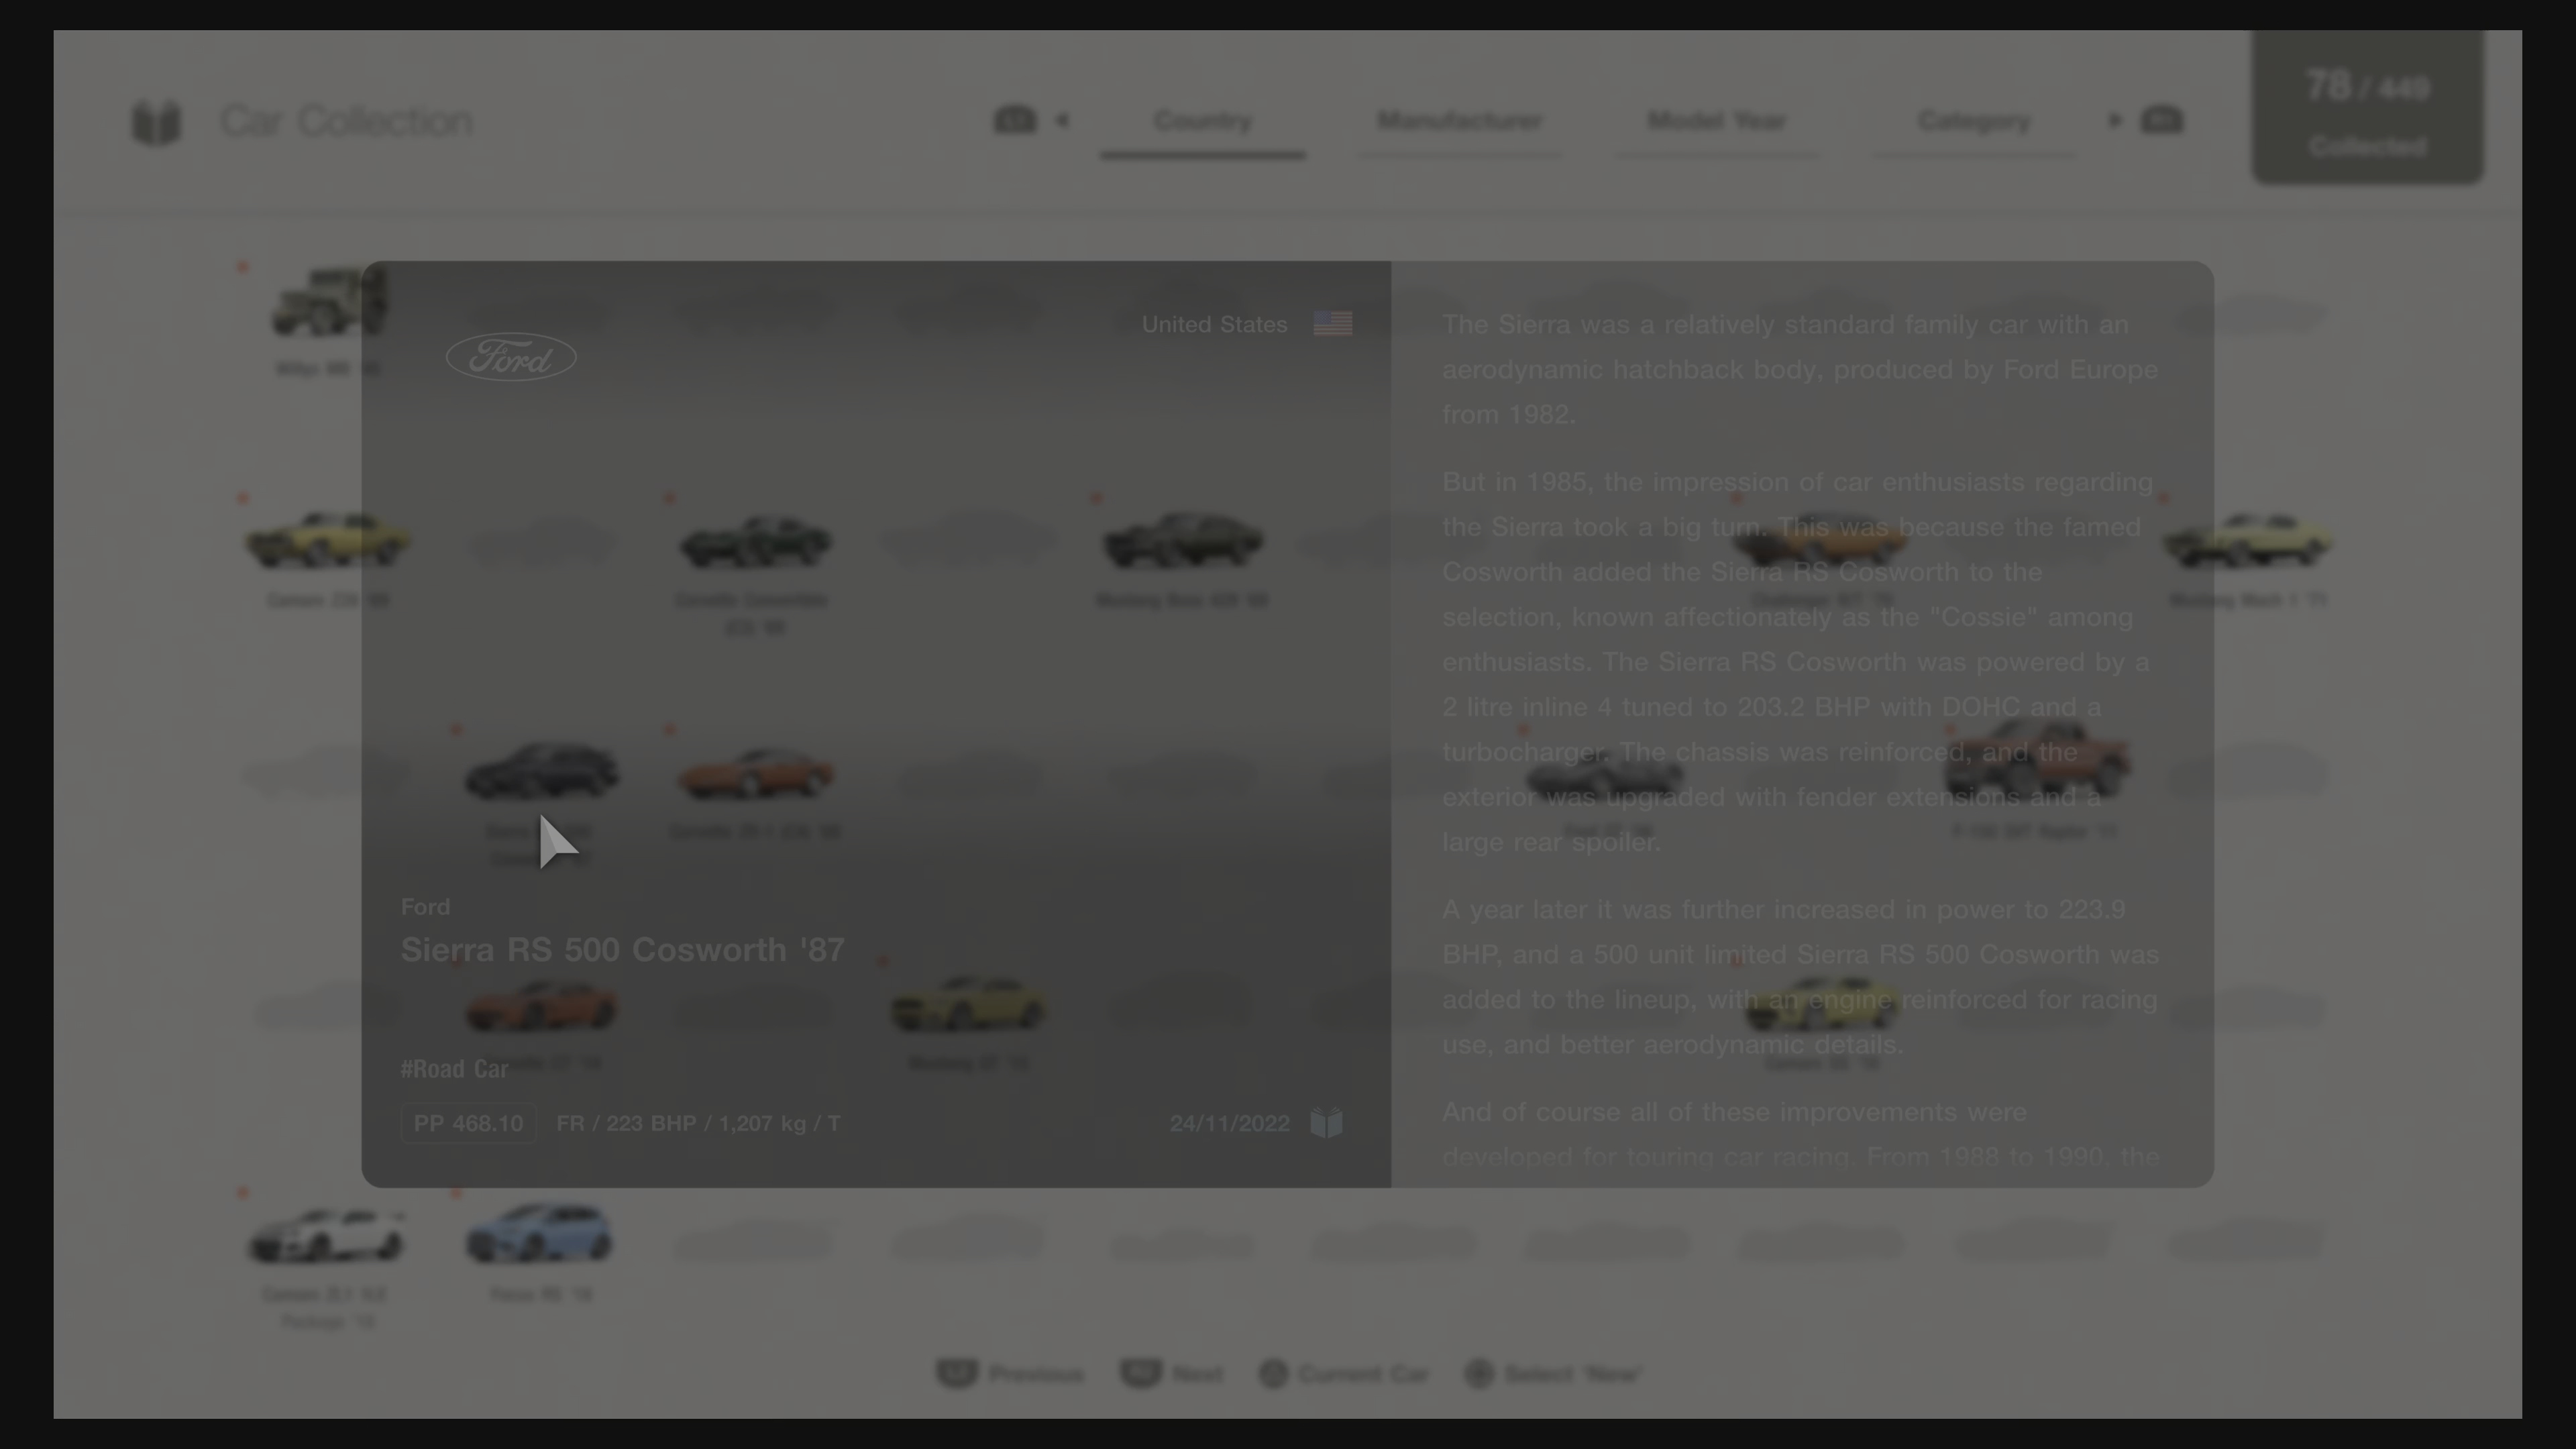 Car Collection
Country
Manufacturer
Model Year
Category
78 / 449
Collected
Ford
United States
The Sierra was a relatively standard family car with an
aerodynamic hatchback body, produced by Ford Europe
from 1982.
But in 1985, the impression of car enthusiasts regarding
the Sierra took a big turn. This was because the famed
Cosworth added the Sierra RS Cosworth to the
selection, known affectionately as the "Cossie" among
enthusiasts. The Sierra RS Cosworth was powered by a
2 litre inline 4 tuned to 203.2 BHP with DOHC and a
turbocharger. The chassis was reinforced, and the
exterior was upgraded with fender extensions and a
large rear spoiler.
A year later it was further increased in power to 223.9
BHP, and a 500 unit limited Sierra RS 500 Cosworth was
added to the lineup, with an engine reinforced for racing
use, and better aerodynamic details.
And of course all of these improvements were
developed for touring car racing. From 1988 to 1990, the
Ford
Sierra RS 500 Cosworth '87
#Road Car
PP 468.10
FR / 223 BHP / 1,207 kg / T
24/11/2022
Previous
Next
Current Car
Select 'New'